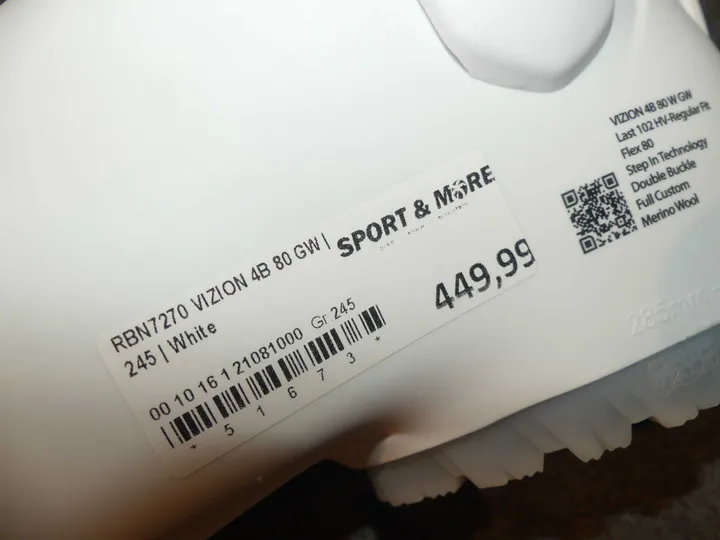 RBN7270 VIZION 4B 80 GW |
245 | White
SPORT & MORE
449,99
00 10 16 1 21081000 Gr. 245
* 5 1 6 7 3 *
VIZION 4B 80 W GW
Last 102 HV-Regular Fit
Flex 80
Step In Technology
Double Buckle
Full Custom
Merino Wool
285mm